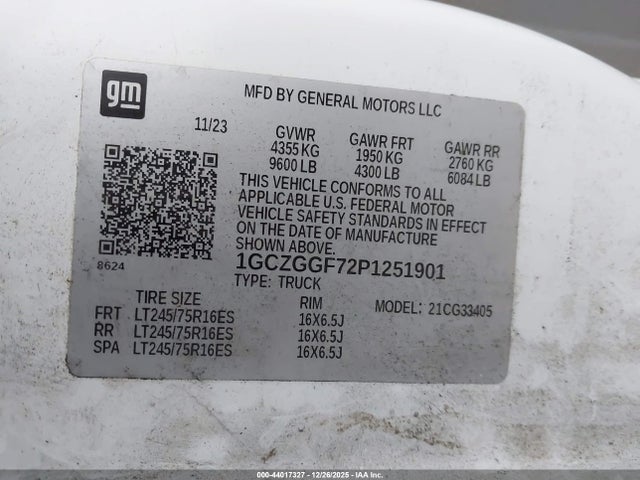 gm
MFD BY GENERAL MOTORS LLC
11/23 GVWR GAWR FRT GAWR RR
4355 KG 1950 KG 2760 KG
9600 LB 4300 LB 6084 LB
THIS VEHICLE CONFORMS TO ALL
APPLICABLE U.S. FEDERAL MOTOR
VEHICLE SAFETY STANDARDS IN EFFECT
ON THE DATE OF MANUFACTURE
SHOWN ABOVE.
8624
1GCZGGF72P1251901
TYPE: TRUCK
TIRE SIZE RIM MODEL: 21CG33405
FRT LT245/75R16ES 16X6.5J
RR LT245/75R16ES 16X6.5J
SPA LT245/75R16ES 16X6.5J
000-44017327 - 12/26/2025 - IAA Inc.